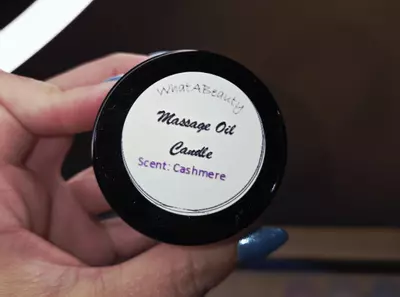 WhatABeauty
Massage Oil
Candle
Scent: Cashmere